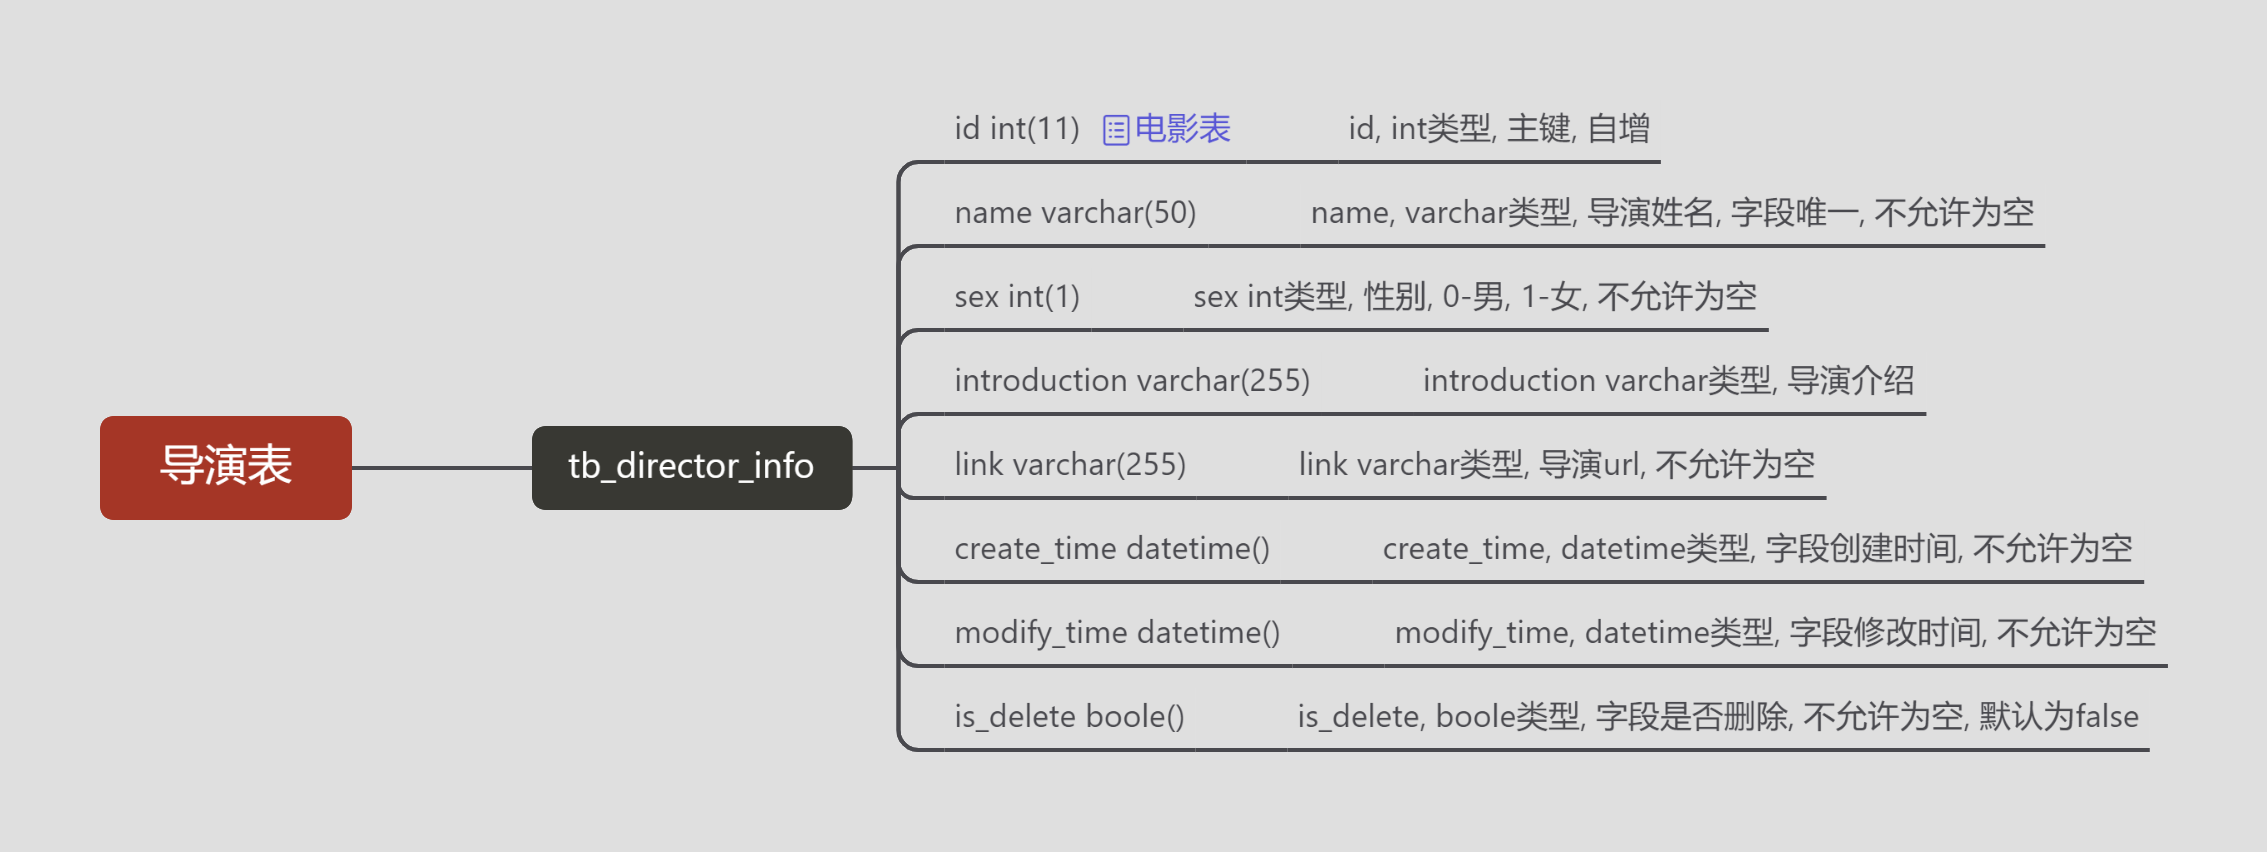 导演表
tb_director_info
id int(11) 电影表 id, int类型, 主键, 自增
name varchar(50) name, varchar类型, 导演姓名, 字段唯一, 不允许为空
sex int(1) sex int类型, 性别, 0-男, 1-女, 不允许为空
introduction varchar(255) introduction varchar类型, 导演介绍
link varchar(255) link varchar类型, 导演url, 不允许为空
create_time datetime() create_time, datetime类型, 字段创建时间, 不允许为空
modify_time datetime() modify_time, datetime类型, 字段修改时间, 不允许为空
is_delete boole() is_delete, boole类型, 字段是否删除, 不允许为空, 默认为false